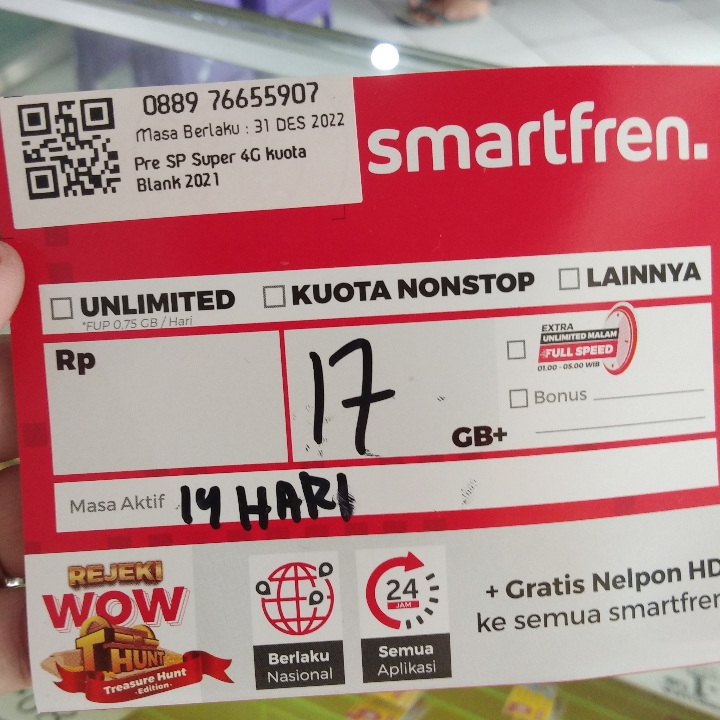 0889 76655907
Masa Berlaku : 31 DES 2022
Pre SP Super 4G Kuota
Blank 2021
smartfren.
UNLIMITED
*FUP 0,75 GB / Hari
KUOTA NONSTOP
LAINNYA
Rp
17
GB+
EXTRA
UNLIMITED MALAM
FULL SPEED
01.00 - 05.00 WIB
Bonus
Masa Aktif 14 HARI
REJEKI
WOW
HUNT
Treasure Hunt
-Edition-
Berlaku
Nasional
24
JAM
Semua
Aplikasi
+ Gratis Nelpon HD
ke semua smartfren